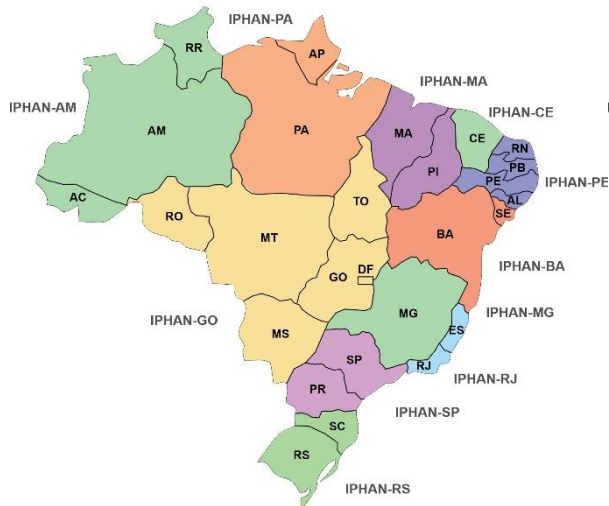 IPHAN-PA
RR
AP
IPHAN-MA
IPHAN-AM
IPHAN-CE
AM
PA
MA
CE
RN
PB
PI
PE
IPHAN-PE
AC
TO
AL
RO
SE
MT
BA
DF
GO
IPHAN-BA
MG
IPHAN-MG
IPHAN-GO
MS
ES
SP
RJ
IPHAN-RJ
PR
IPHAN-SP
SC
RS
IPHAN-RS